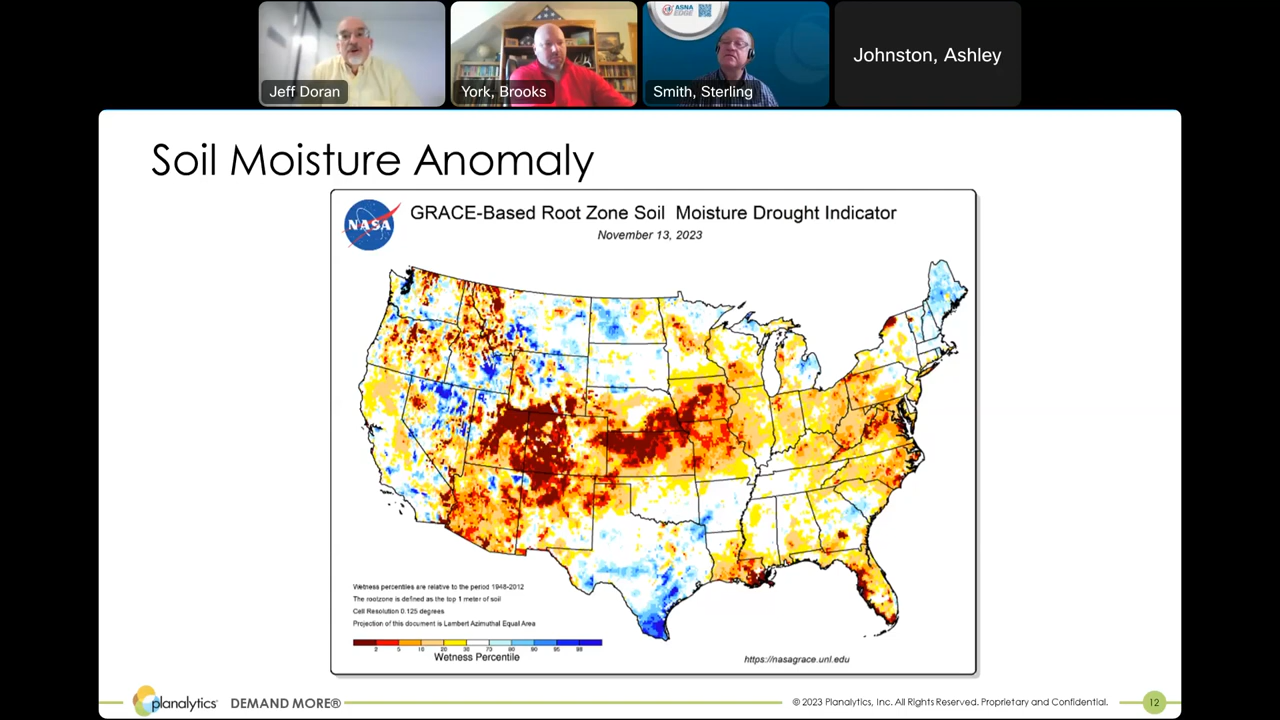 ASNA
EDGE
Jeff Doran
York, Brooks
Smith, Sterling
Johnston, Ashley
Soil Moisture Anomaly
NASA
GRACE-Based Root Zone Soil Moisture Drought Indicator
November 13, 2023
Wetness percentiles are relative to the period 1948-2012
The rootzone is defined as the top 1 meter of soil
Cell Resolution 0.125 degrees
Projection of this document is Lambert Azimuthal Equal Area
2 5 10 20 30 70 80 90 95 98
Wetness Percentile
https://nasagrace.unl.edu
planalytics DEMAND MORE®
© 2023 Planalytics, Inc. All Rights Reserved. Proprietary and Confidential.
12